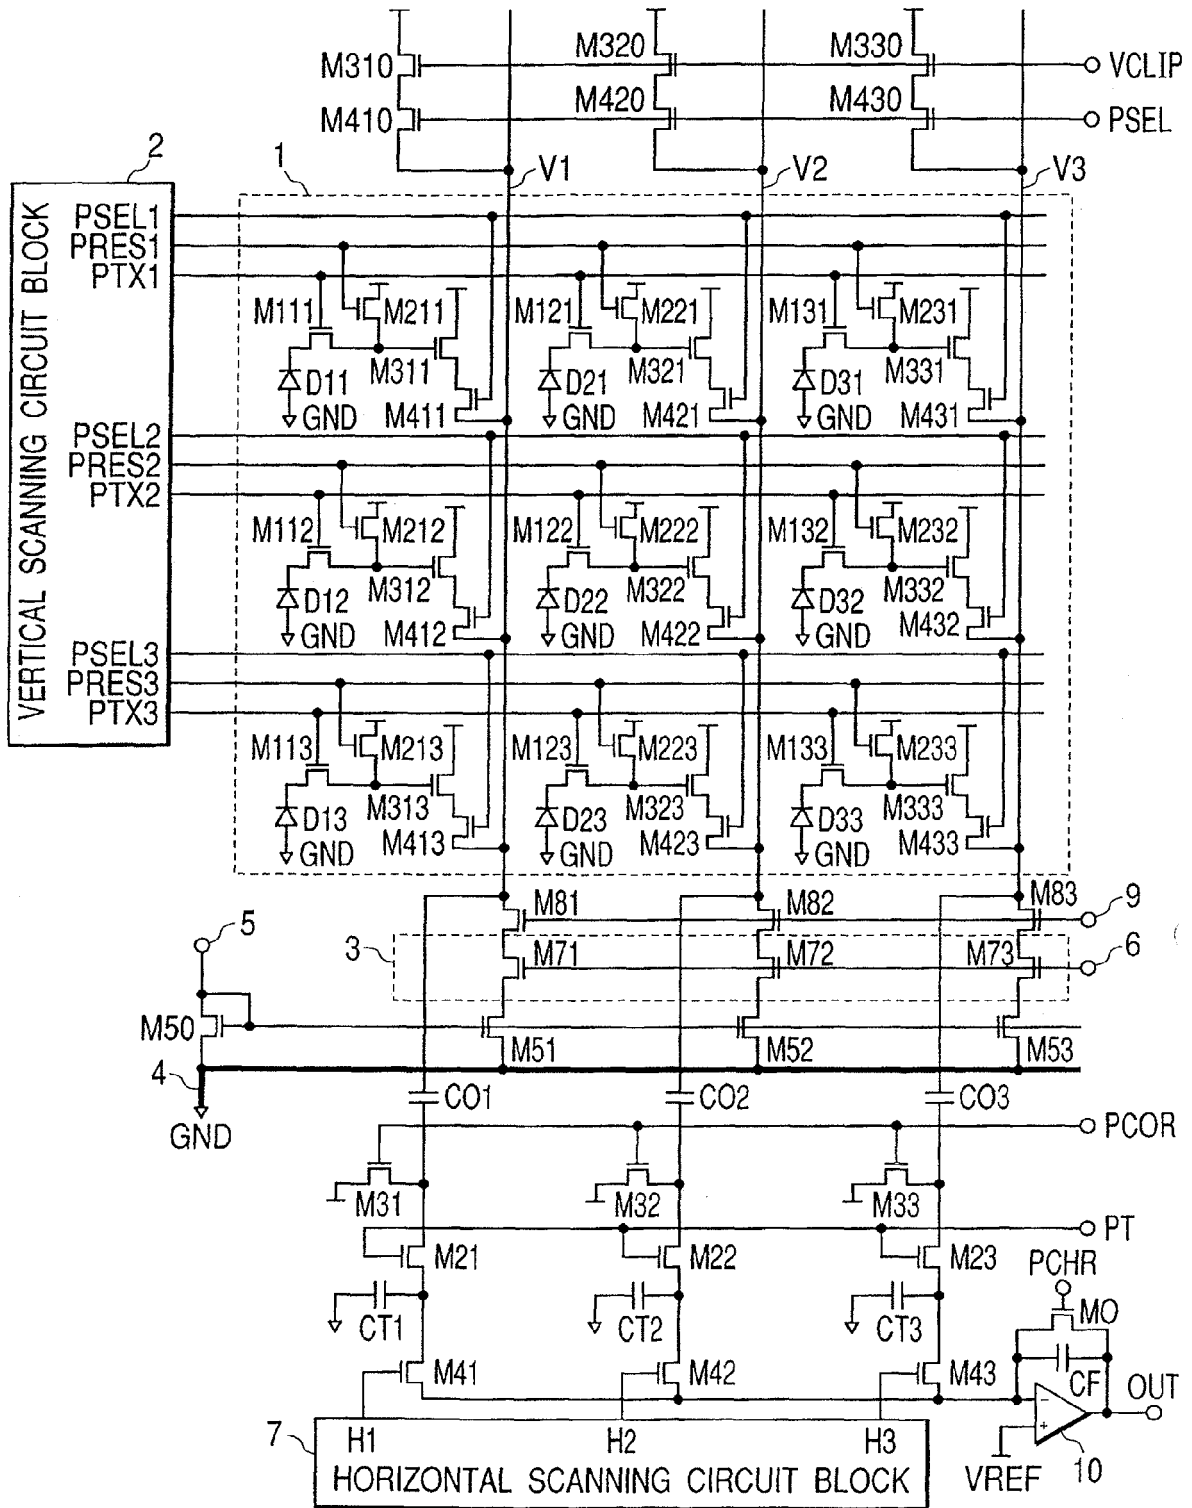 M310 M320 M330 VCLIP
M410 M420 M430 PSEL
2 1 V1 V2 V3
VERTICAL SCANNING CIRCUIT BLOCK
PSEL1
PRES1
PTX1
M111 M211 M121 M221 M131 M231
D11 M311 D21 M321 D31 M331
GND M411 GND M421 GND M431
PSEL2
PRES2
PTX2
M112 M212 M122 M222 M132 M232
D12 M312 D22 M322 D32 M332
GND M412 GND M422 GND M432
PSEL3
PRES3
PTX3
M113 M213 M123 M223 M133 M233
D13 M313 D23 M323 D33 M333
GND M413 GND M423 GND M433
M81 M82 M83 9
5 3 M71 M72 M73 6
M50 M51 M52 M53
4 CO1 CO2 CO3
GND PCOR
M31 M32 M33
PT
M21 M22 M23 PCHR
CT1 CT2 CT3 MO
M41 M42 M43 CF OUT
− +
7 H1 H2 H3 VREF 10
HORIZONTAL SCANNING CIRCUIT BLOCK